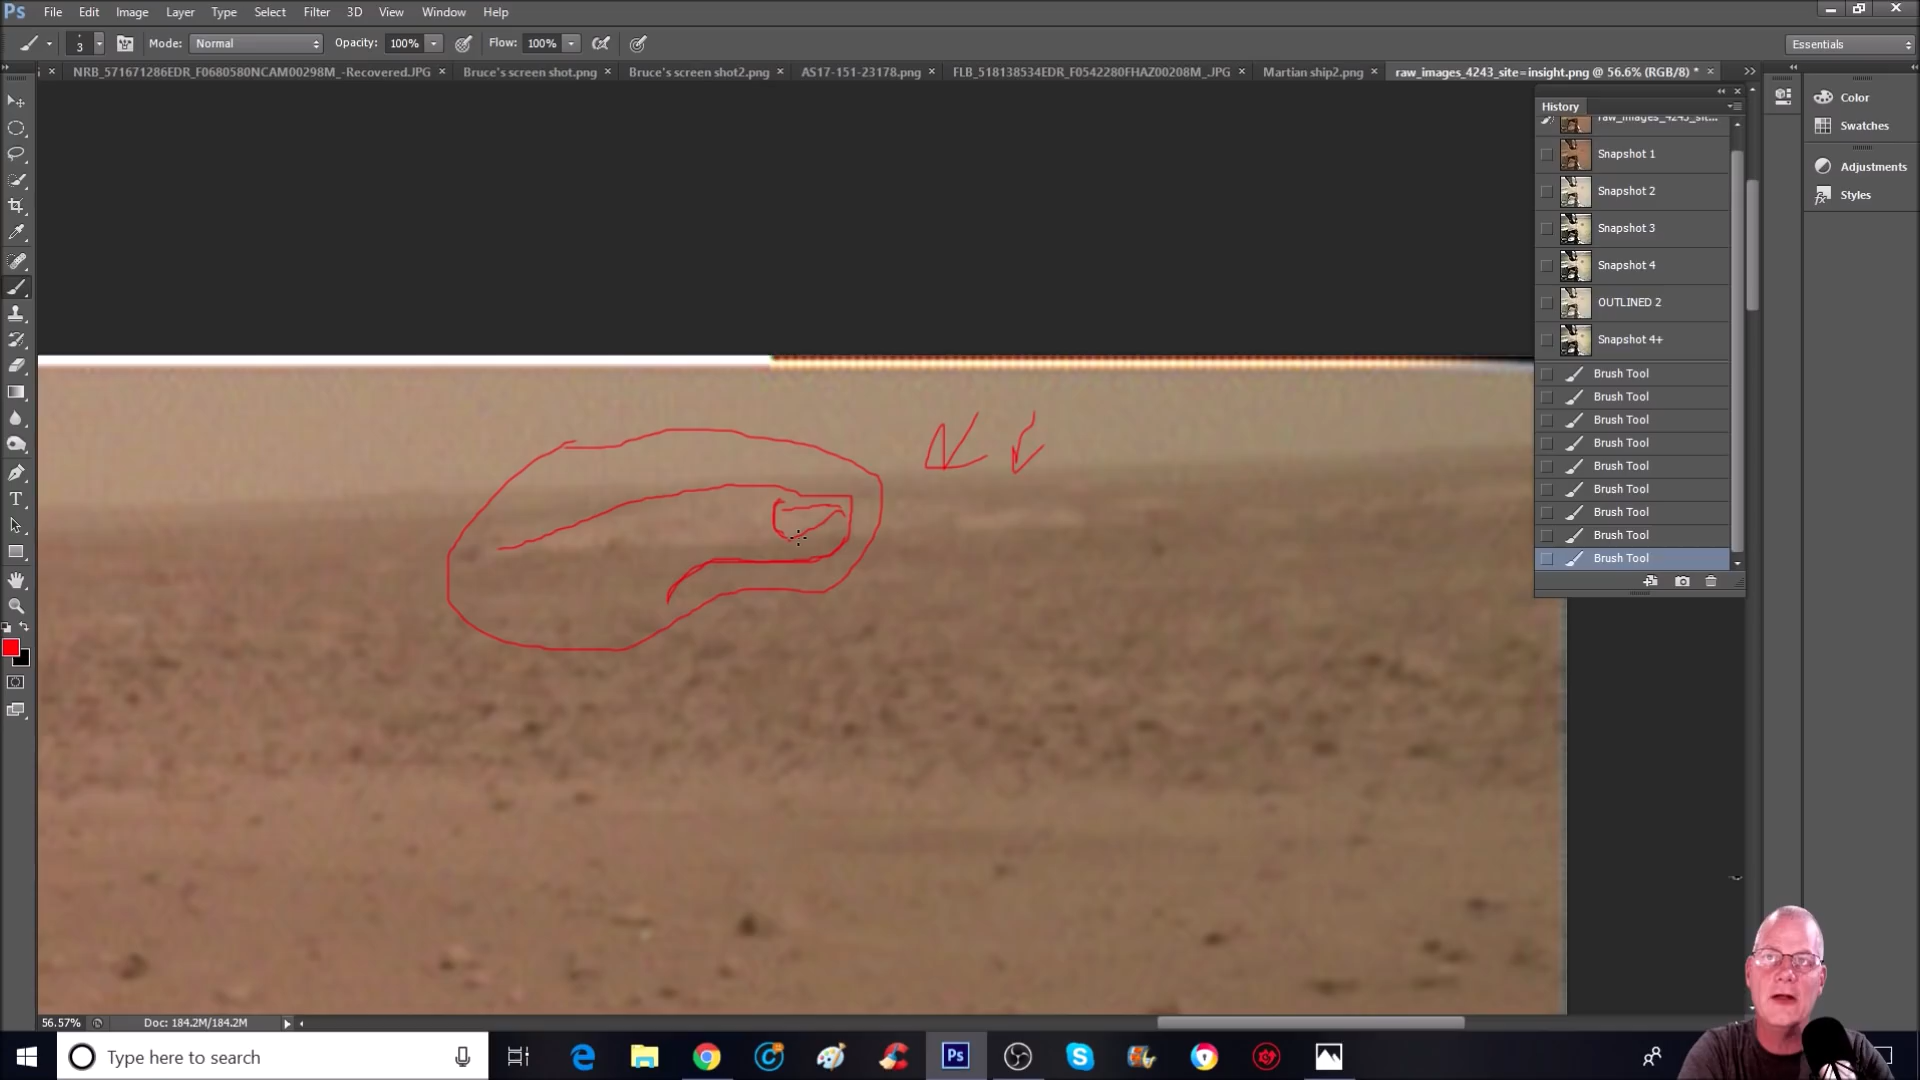 Ps File Edit Image Layer Type Select Filter 3D View Window Help
3 Mode: Normal Opacity: 100% Flow: 100% Essentials
NRB_571671286EDR_F0680580NCAM00298M_-Recovered.JPG × Bruce's screen shot.png × Bruce's screen shot2.png × AS17-151-23178.png × FLB_518138534EDR_F0542280FHAZ00208M_.JPG × Martian ship2.png × raw_images_4243_site=insight.png @ 56.6% (RGB/8) * ×
History
Snapshot 1
Snapshot 2
Snapshot 3
Snapshot 4
OUTLINED 2
Snapshot 4+
Brush Tool
Brush Tool
Brush Tool
Brush Tool
Brush Tool
Brush Tool
Brush Tool
Brush Tool
Brush Tool
Color
Swatches
Adjustments
Styles
56.57% Doc: 184.2M/184.2M
Type here to search
Ps